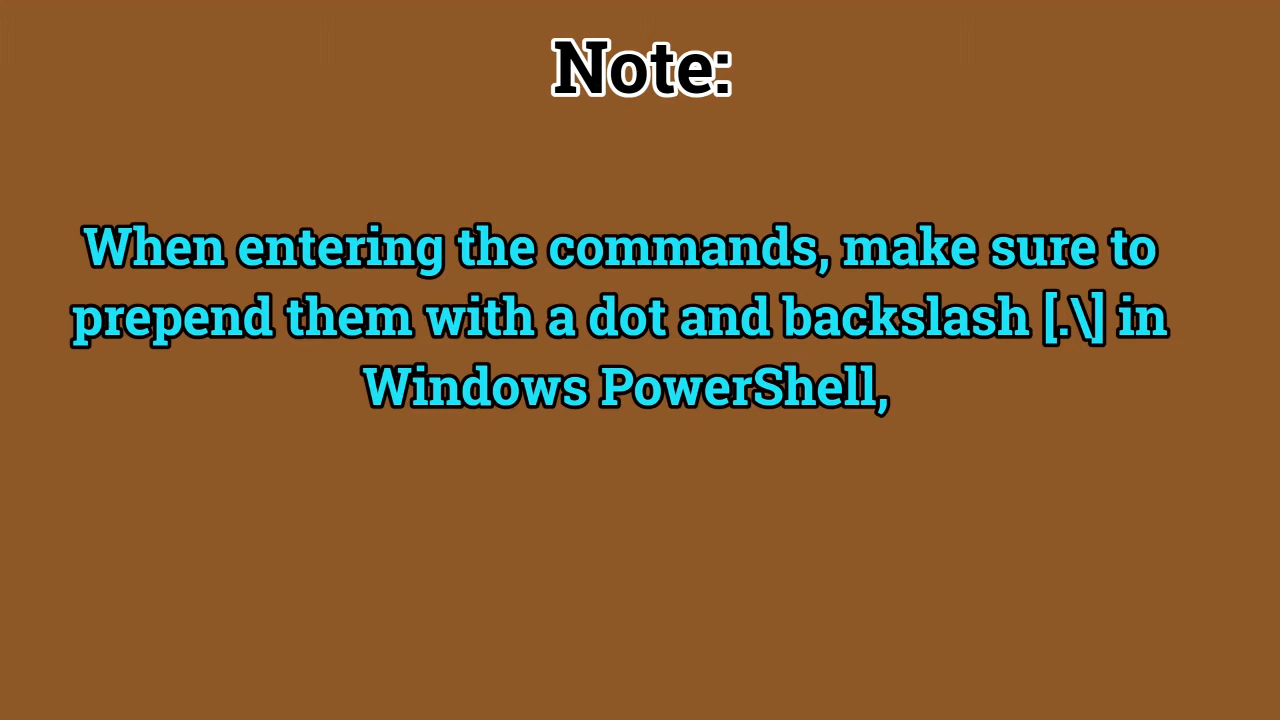 Note:
When entering the commands, make sure to
prepend them with a dot and backslash [.\] in
Windows PowerShell,